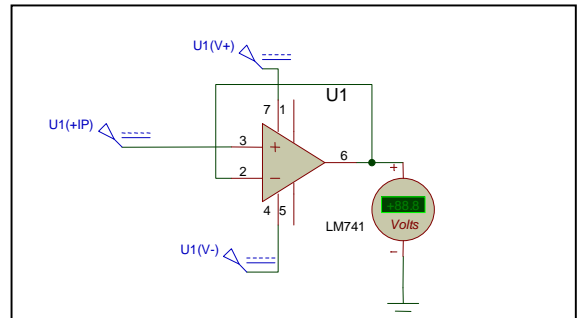 U1(V+)
U1
7 1
U1(+IP)
3
+
6
2
−
+
+88.8
4 5
LM741
Volts
−
U1(V-)